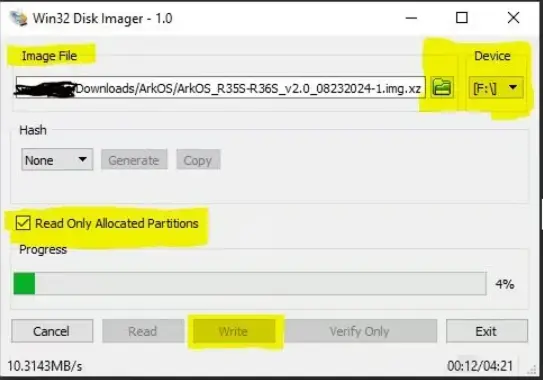 Win32 Disk Imager - 1.0
Image File
Device
Downloads/ArkOS/ArkOS_R35S-R36S_v2.0_08232024-1.img.xz
[F:\]
Hash
None
Generate
Copy
Read Only Allocated Partitions
Progress
4%
Cancel
Read
Write
Verify Only
Exit
10.3143MB/s
00:12/04:21